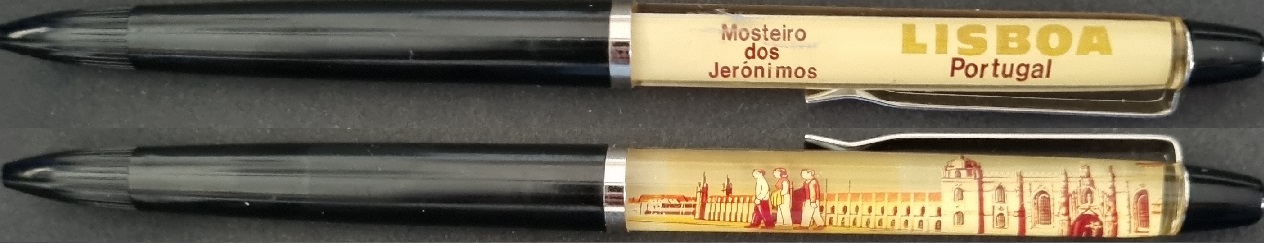 Mosteiro
dos
Jerónimos
LISBOA
Portugal